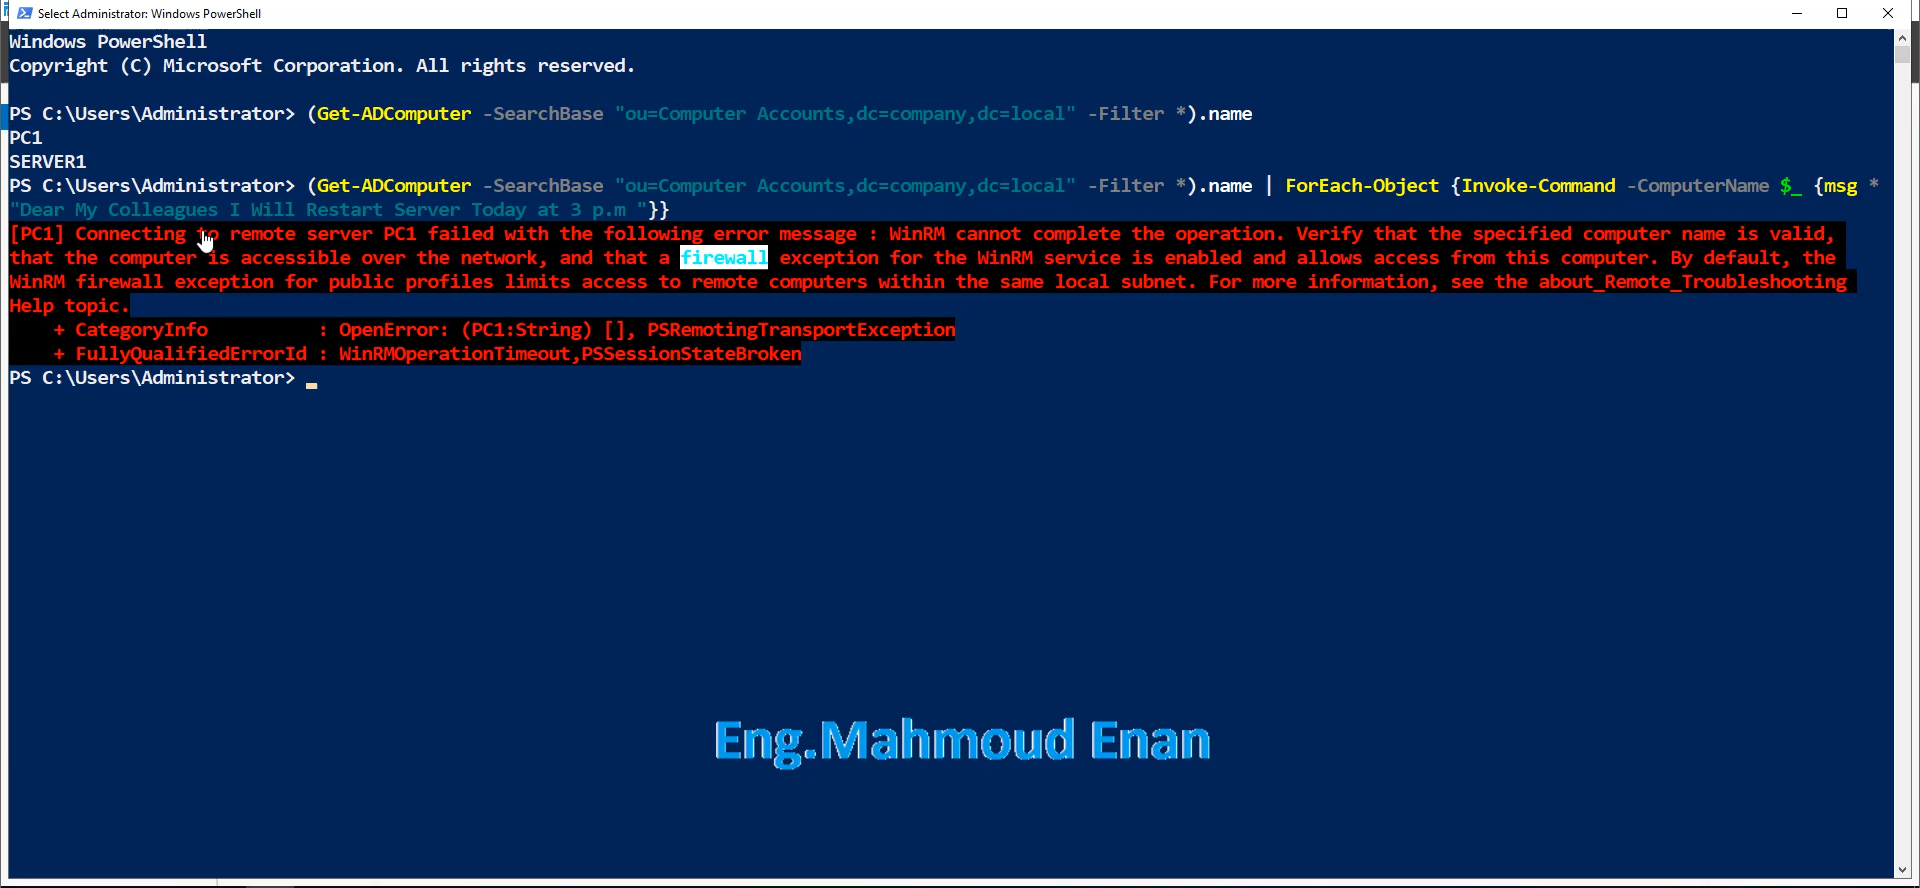 Select Administrator: Windows PowerShell
Windows PowerShell
Copyright (C) Microsoft Corporation. All rights reserved.
PS C:\Users\Administrator> (Get-ADComputer -SearchBase "ou=Computer Accounts,dc=company,dc=local" -Filter *).name
PC1
SERVER1
PS C:\Users\Administrator> (Get-ADComputer -SearchBase "ou=Computer Accounts,dc=company,dc=local" -Filter *).name | ForEach-Object {Invoke-Command -ComputerName $_ {msg *
"Dear My Colleagues I Will Restart Server Today at 3 p.m "}}
[PC1] Connecting to remote server PC1 failed with the following error message : WinRM cannot complete the operation. Verify that the specified computer name is valid,
that the computer is accessible over the network, and that a firewall exception for the WinRM service is enabled and allows access from this computer. By default, the
WinRM firewall exception for public profiles limits access to remote computers within the same local subnet. For more information, see the about_Remote_Troubleshooting
Help topic.
+ CategoryInfo : OpenError: (PC1:String) [], PSRemotingTransportException
+ FullyQualifiedErrorId : WinRMOperationTimeout,PSSessionStateBroken
PS C:\Users\Administrator>
Eng.Mahmoud Enan